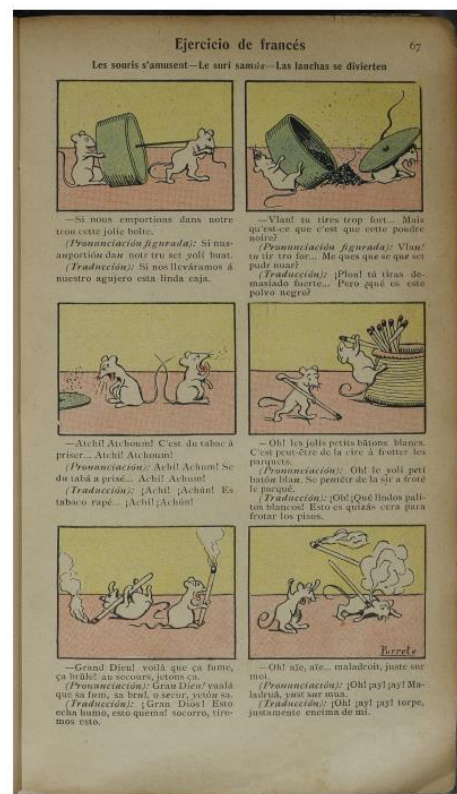 Ejercicio de francés
67
Les souris s'amusent—Le surí samús—Las lauchas se divierten
—Si nous emportions dans notre
trou cette jolie boîte.
(Pronunciación figurada): Si nus-
anportión dan notr tru set yolí buat.
(Traducción): Si nos lleváramos á
nuestro agujero esta linda caja.
—Vlan! tu tires trop fort... Mais
qu'est-ce que c'est que cette poudre
noire?
(Pronunciación figurada): Vlan!
tu tir tro for... Me ques que se que set
pudr nuar?
(Traducción): ¡Plon! tú tiras de-
masiado fuerte... Pero ¿qué es este
polvo negro?
—Atchi! Atchoum! C'est du tabac à
priser... Atchi! Atchoum!
(Pronunciación): Achi! Achum! Se
du tabá a prisé... Achi! Achum!
(Traducción): ¡Achi! ¡Achún! Es
tabaco rapé... ¡Achi! ¡Achún!
—Oh! les jolis petits bâtons blancs.
C'est peut-être de la cire à frotter les
parquets.
(Pronunciación): Oh! le yolí peti
batón blan. Se peutêtr de la sir a froté
le parqué.
(Traducción): ¡Oh! ¡Qué lindos pali-
tos blancos! Esto es quizás cera para
frotar los pisos.
—Grand Dieu! voilà que ça fume,
ça brûle! au secours, jetons ça.
(Pronunciación): Gran Dieu! vualá
que sa fum, sa brul, o secur, yetón sa.
(Traducción): ¡Gran Dios! Esto
echa humo, esto quema! socorro, tire-
mos esto.
Parrete
—Oh! aïe, aïe... maladroit, juste sur
moi.
(Pronunciación): ¡Oh! ¡ay! ¡ay! Ma-
ladruá, yust sur mua.
(Traducción): ¡Oh! ¡ay! ¡ay! torpe,
justamente encima de mí.